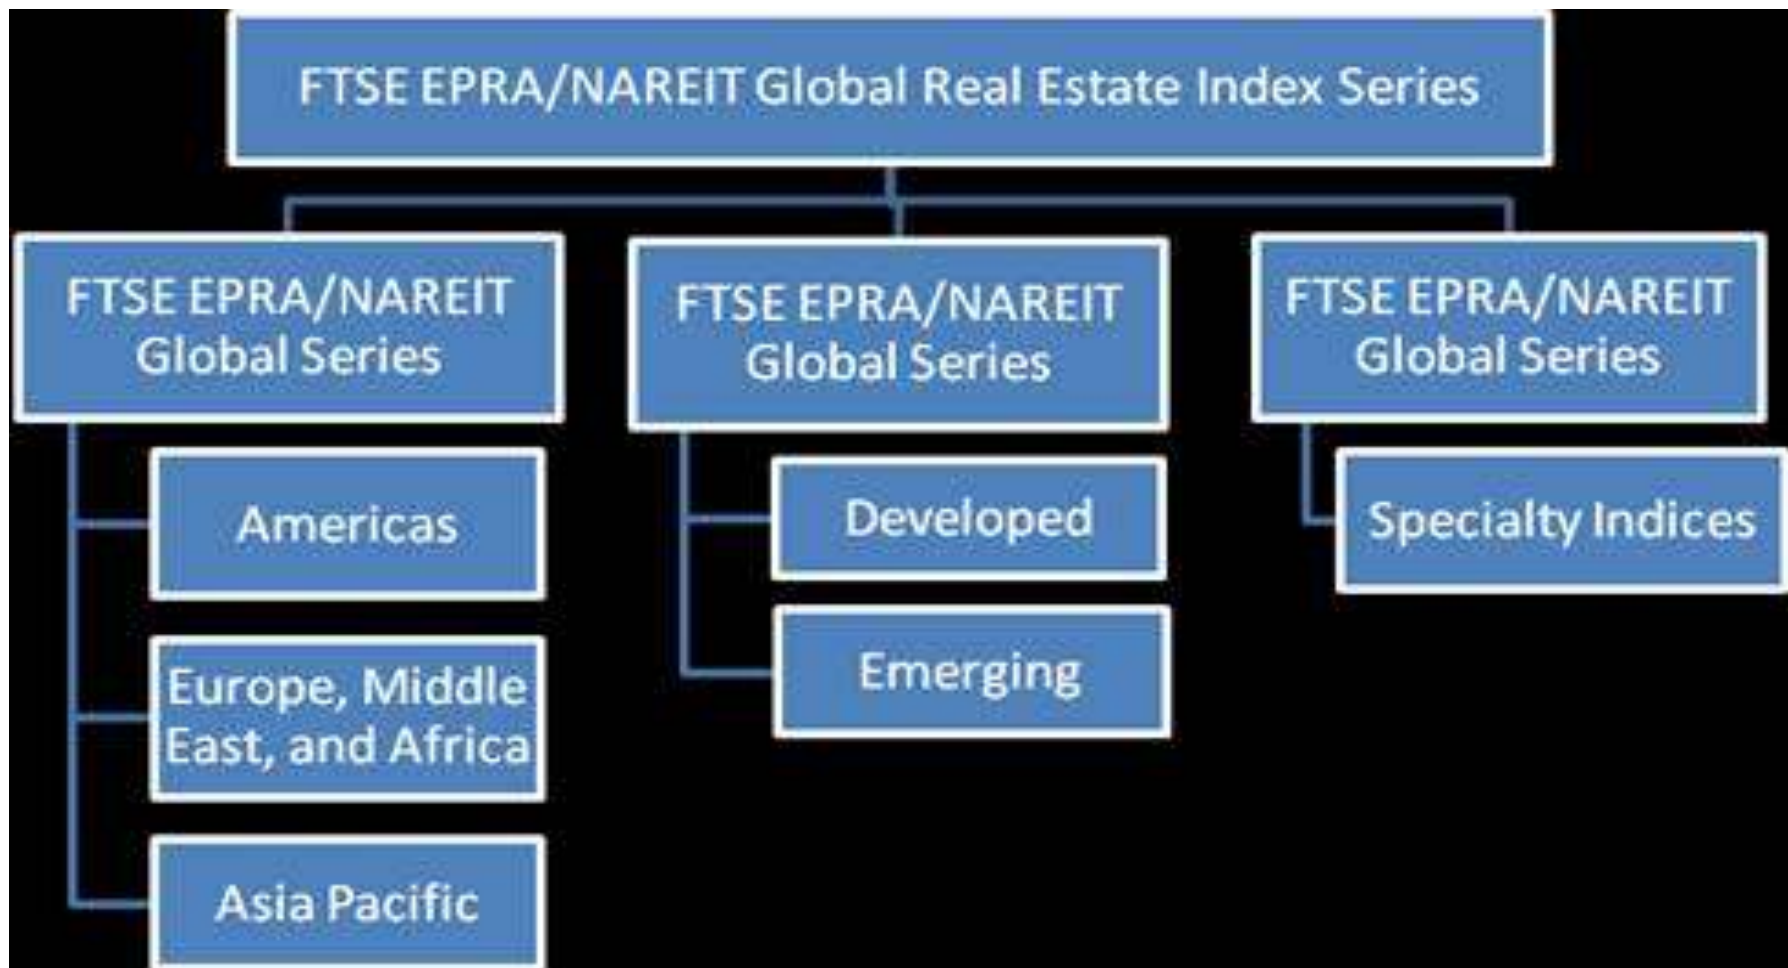 FTSE EPRA/NAREIT Global Real Estate Index Series
FTSE EPRA/NAREIT
Global Series
Americas
Europe, Middle
East, and Africa
Asia Pacific
FTSE EPRA/NAREIT
Global Series
Developed
Emerging
FTSE EPRA/NAREIT
Global Series
Specialty Indices